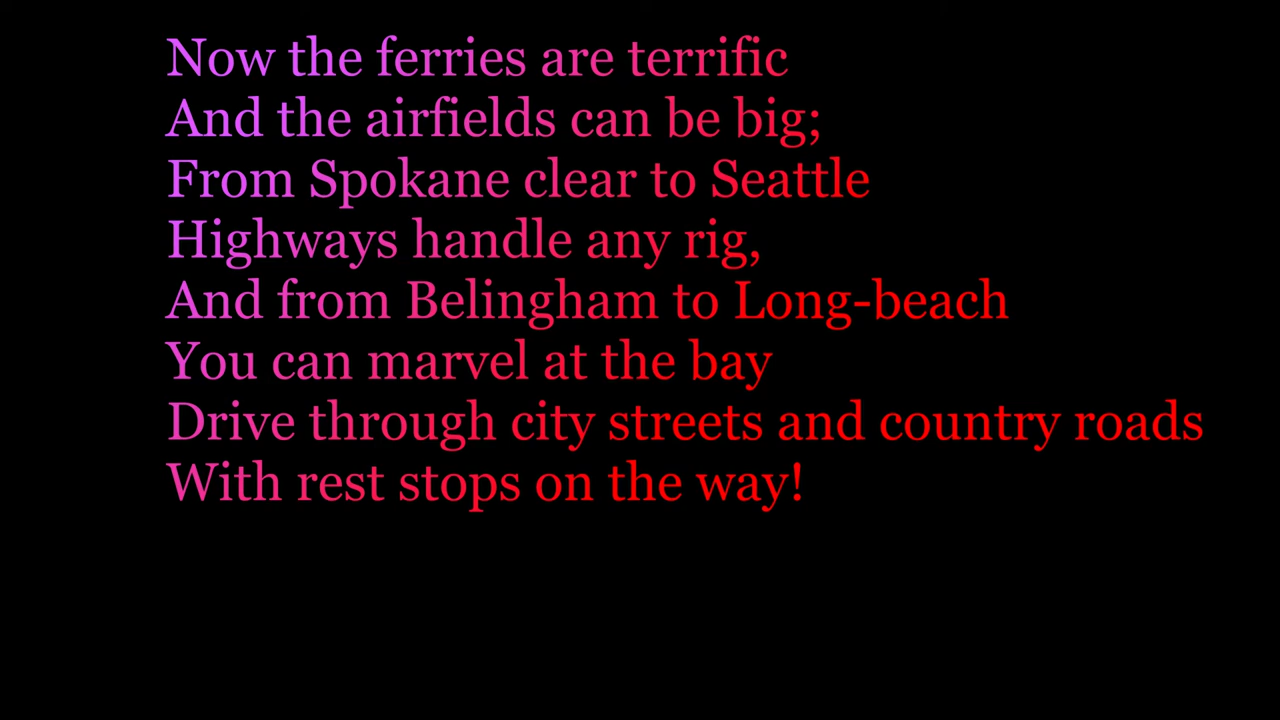 Now the ferries are terrific
And the airfields can be big;
From Spokane clear to Seattle
Highways handle any rig,
And from Belingham to Long-beach
You can marvel at the bay
Drive through city streets and country roads
With rest stops on the way!